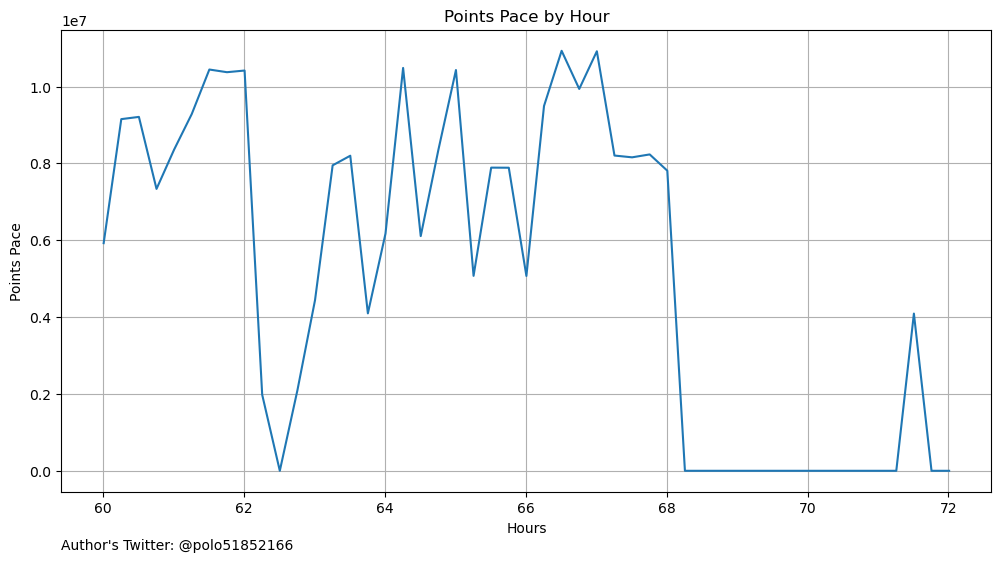 Points Pace by Hour
1e7
1.0
0.8
0.6
0.4
0.2
0.0
Points Pace
60 62 64 66 68 70 72
Hours
Author's Twitter: @polo51852166